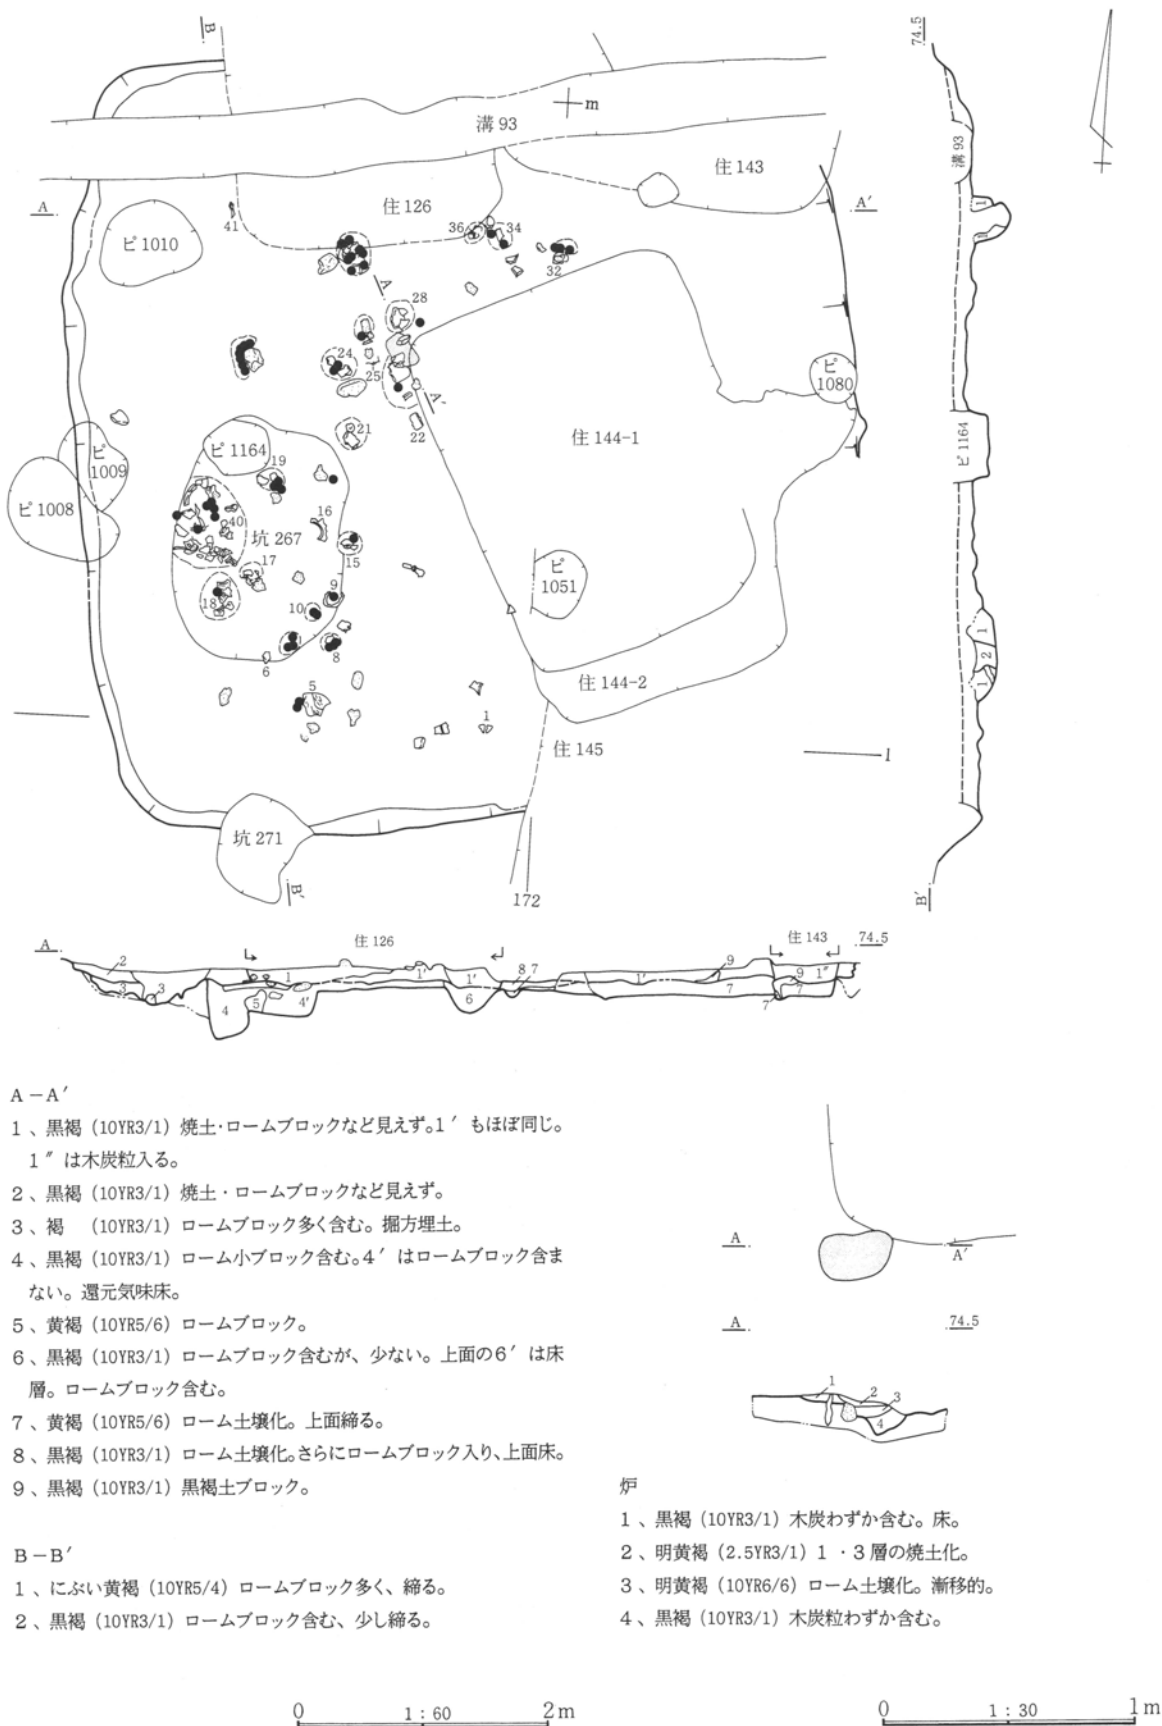 B
74.5
m
溝 93
溝 93
住 143
住 126
A
A′
ピ 1010
41
36
34
32
1
1
A
28
24
25
A′
22
ピ
1080
21
住 144-1
ピ 1164
ピ 1164
ピ
1009
19
ピ 1008
40
16
坑 267
15
17
ピ
1051
18
9
10
8
6
1
2
1
住 144-2
5
1
住 145
l
坑 271
B′
172
B′
A
住 126
住 143
74.5
2
3
3
1
1′
1′
8 7
1′
9
9
1″
4
5
4′
6
7
7
7
A－A′
1、黒褐（10YR3/1）焼土・ロームブロックなど見えず。1′もほぼ同じ。
1″は木炭粒入る。
2、黒褐（10YR3/1）焼土・ロームブロックなど見えず。
3、褐　（10YR3/1）ロームブロック多く含む。掘方埋土。
4、黒褐（10YR3/1）ローム小ブロック含む。4′はロームブロック含ま
ない。還元気味床。
5、黄褐（10YR5/6）ロームブロック。
6、黒褐（10YR3/1）ロームブロック含むが、少ない。上面の6′は床
層。ロームブロック含む。
7、黄褐（10YR5/6）ローム土壌化。上面締る。
8、黒褐（10YR3/1）ローム土壌化。さらにロームブロック入り、上面床。
9、黒褐（10YR3/1）黒褐土ブロック。
B－B′
1、にぶい黄褐（10YR5/4）ロームブロック多く、締る。
2、黒褐（10YR3/1）ロームブロック含む、少し締る。
A
A′
A
74.5
1
2
3
4
炉
1、黒褐（10YR3/1）木炭わずか含む。床。
2、明黄褐（2.5YR3/1）1・3層の焼土化。
3、明黄褐（10YR6/6）ローム土壌化。漸移的。
4、黒褐（10YR3/1）木炭粒わずか含む。
0 1：60 2m
0 1：30 1m